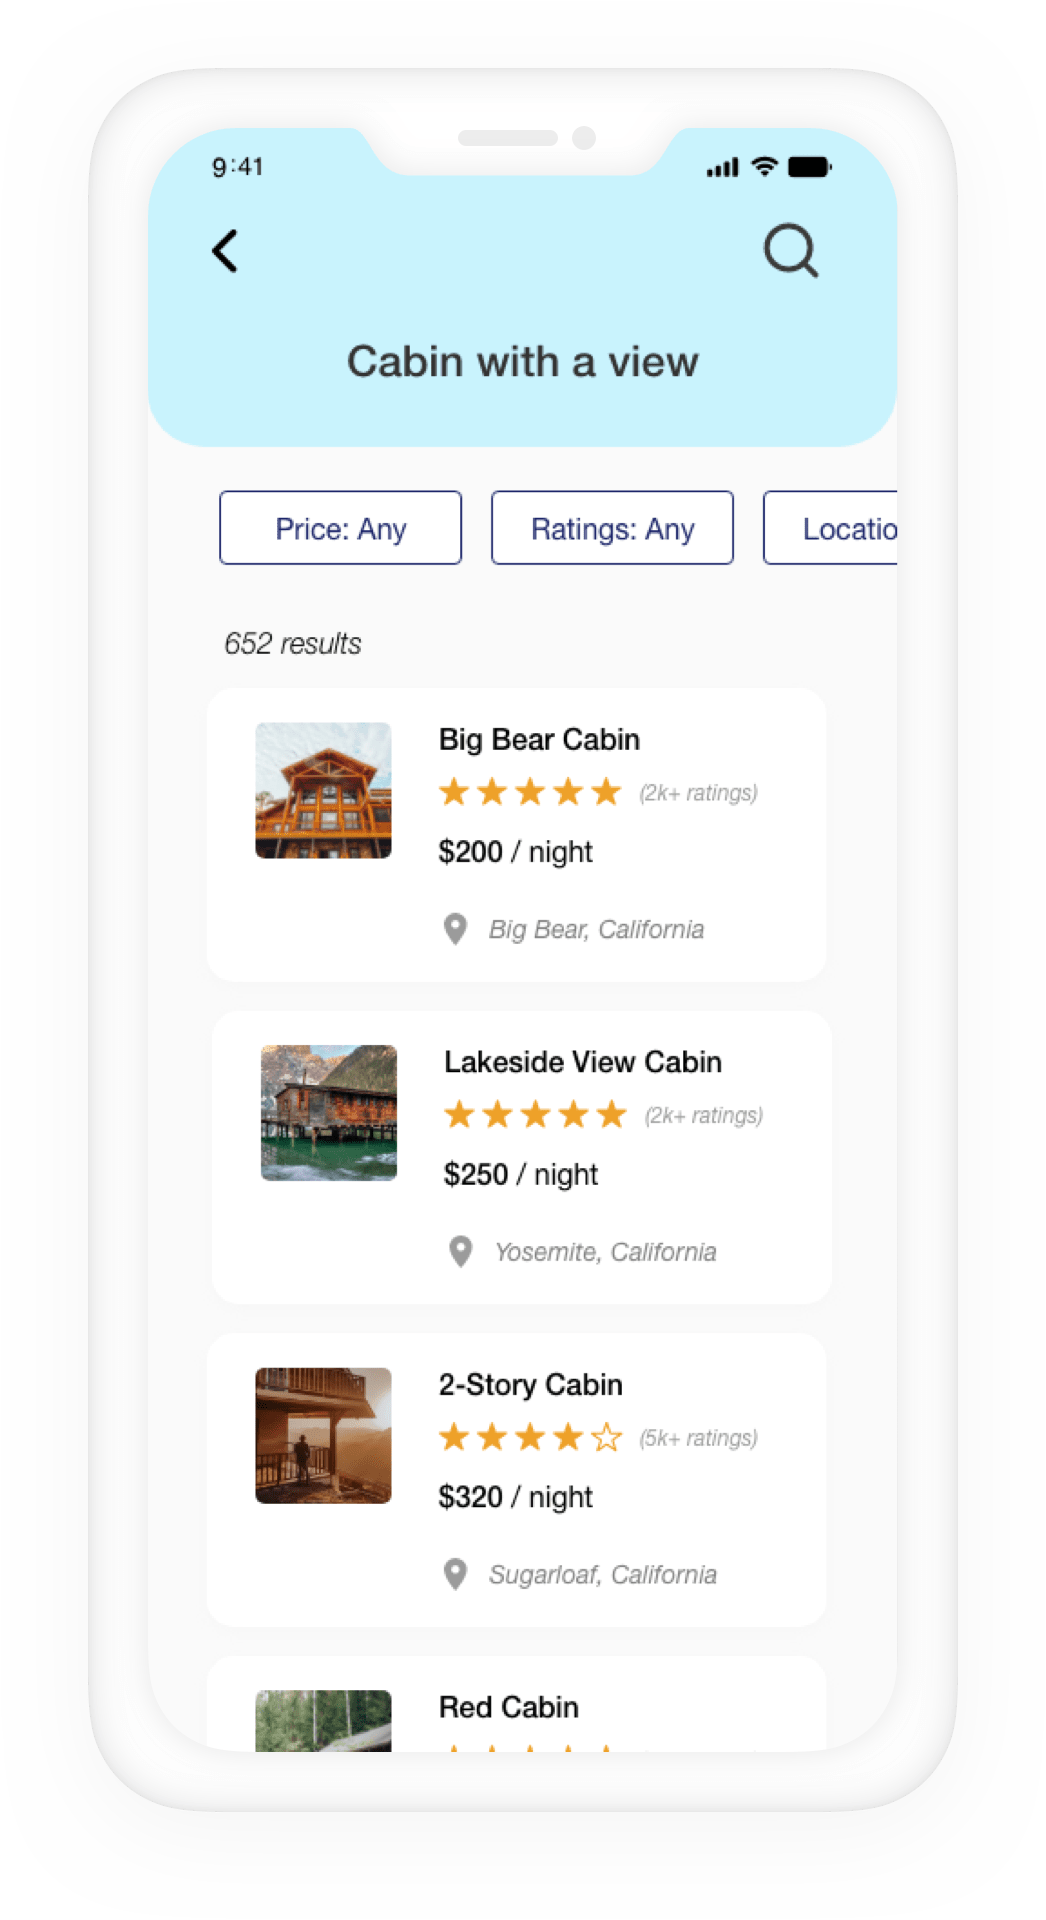 9:41
Cabin with a view
Price: Any
Ratings: Any
Locatio
652 results
Big Bear Cabin
(2k+ ratings)
$200 / night
Big Bear, California
Lakeside View Cabin
(2k+ ratings)
$250 / night
Yosemite, California
2-Story Cabin
(5k+ ratings)
$320 / night
Sugarloaf, California
Red Cabin